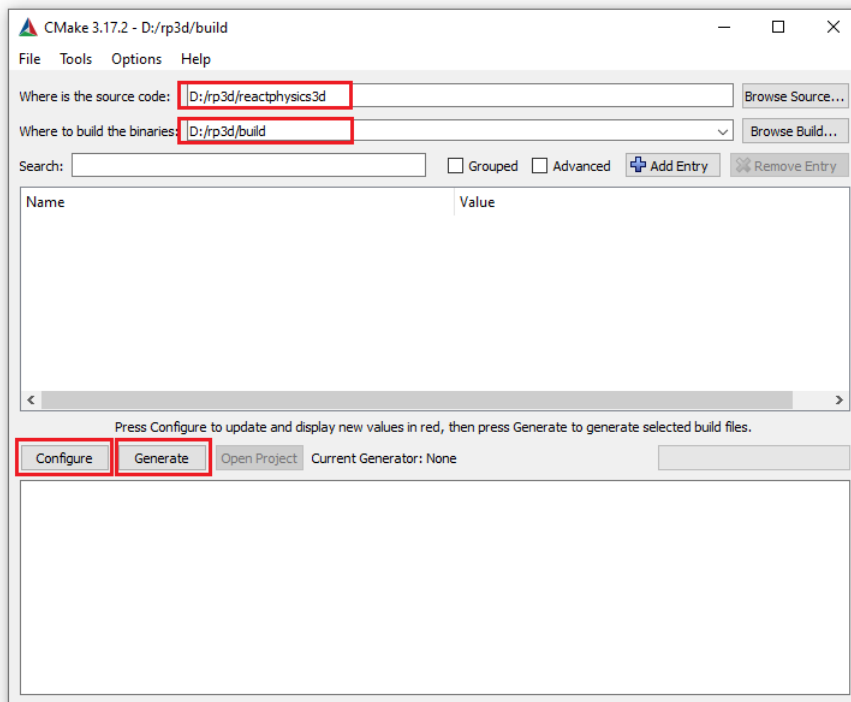 CMake 3.17.2 - D:/rp3d/build
File Tools Options Help
Where is the source code: D:/rp3d/reactphysics3d Browse Source...
Where to build the binaries: D:/rp3d/build Browse Build...
Search: Grouped Advanced Add Entry Remove Entry
Name Value
Press Configure to update and display new values in red, then press Generate to generate selected build files.
Configure Generate Open Project Current Generator: None